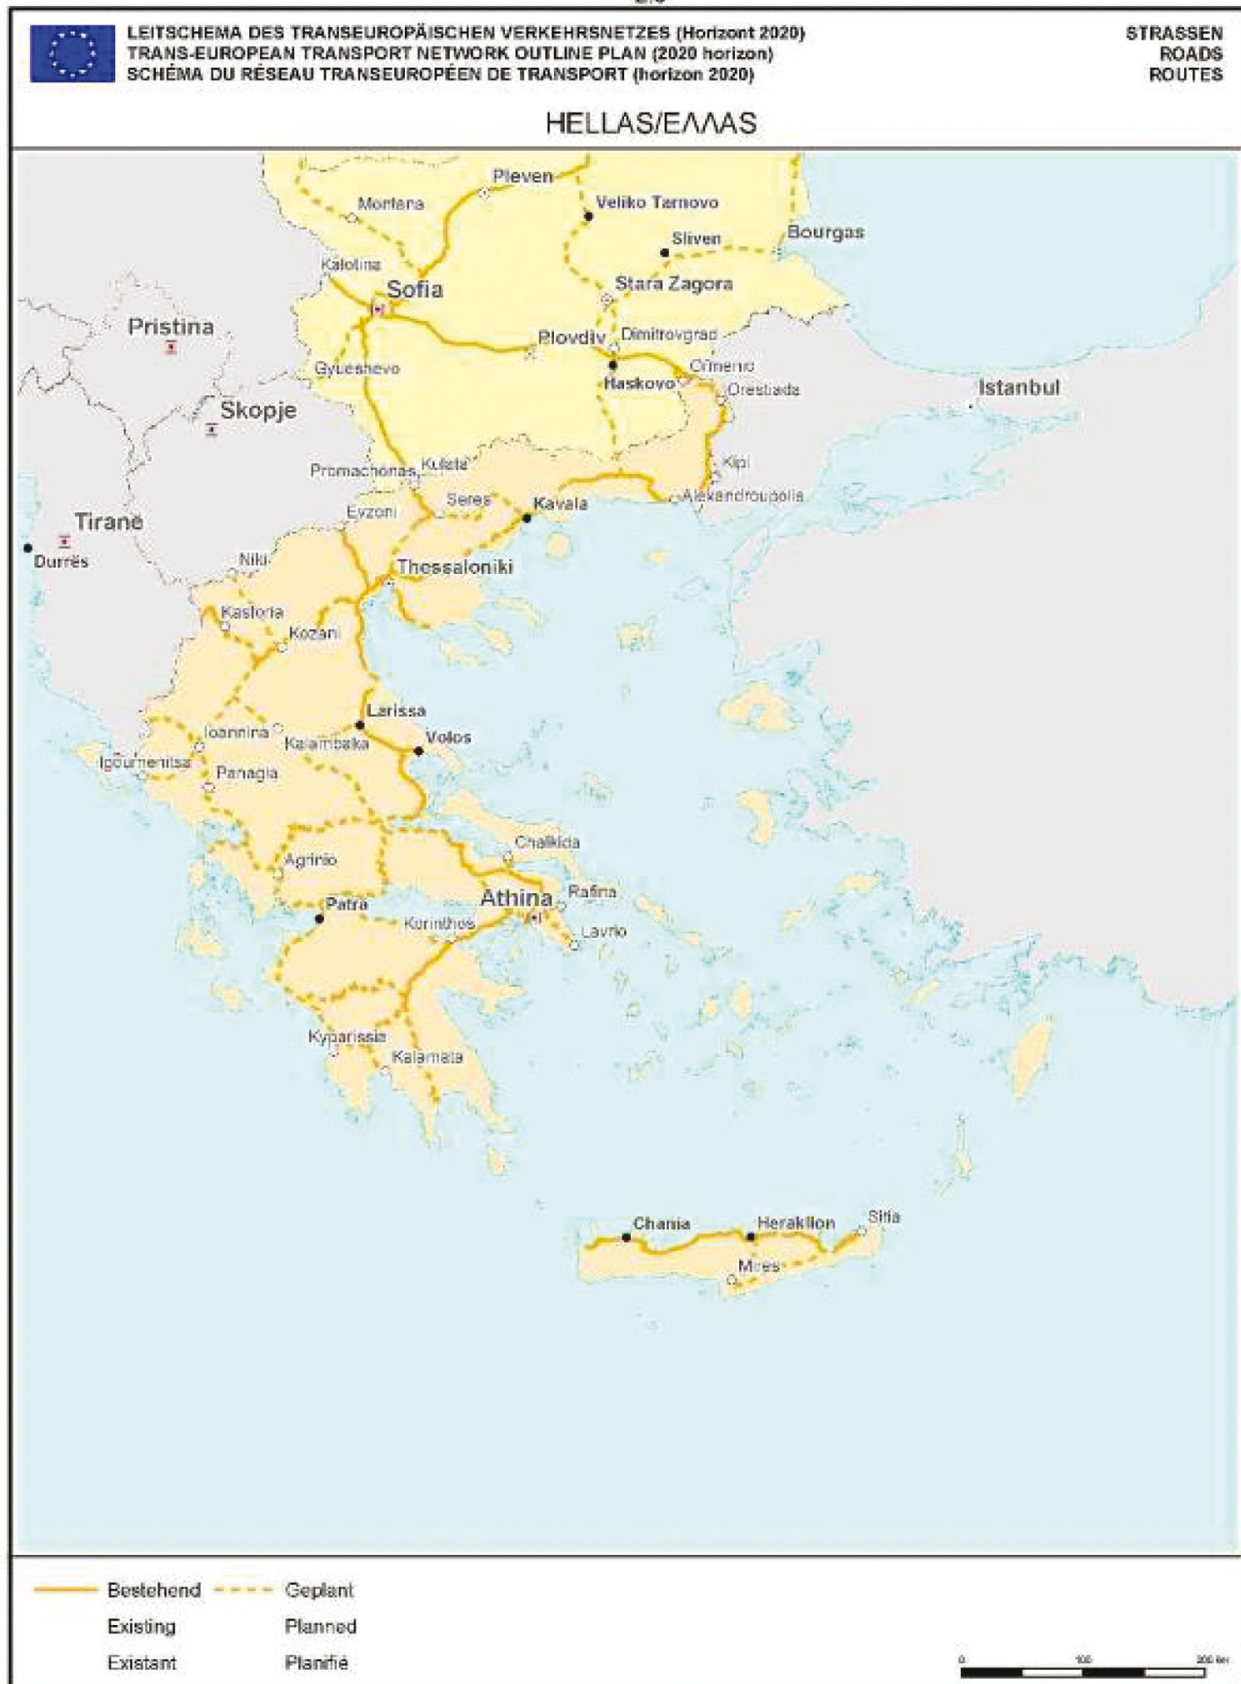 LEITSCHEMA DES TRANSEUROPÄISCHEN VERKEHRSNETZES (Horizont 2020)
TRANS-EUROPEAN TRANSPORT NETWORK OUTLINE PLAN (2020 horizon)
SCHÉMA DU RÉSEAU TRANSEUROPÉEN DE TRANSPORT (horizon 2020)
STRASSEN
ROADS
ROUTES
HELLAS/ΕΛΛAS
Pleven
Montana
Veliko Tarnovo
Sliven
Bourgas
Kalotina
Sofia
Stara Zagora
Pristina
Plovdiv
Dimitrovgrad
Gyueshevo
Ormenio
Haskovo
Orestiada
Istanbul
Skopje
Promachonas
Kulata
Kipi
Seres
Kavala
Alexandroupolis
Evzoni
Tirane
Durrës
Niki
Thessaloniki
Kastoria
Kozani
Larissa
Ioannina
Kalambaka
Volos
Igoumenitsa
Panagia
Chalkida
Agrinio
Athina
Rafina
Patra
Korinthos
Lavrio
Kyparissia
Kalamata
Chania
Heraklion
Sitia
Mires
Bestehend
Geplant
Existing
Planned
Existant
Planifié
0
100
200 km